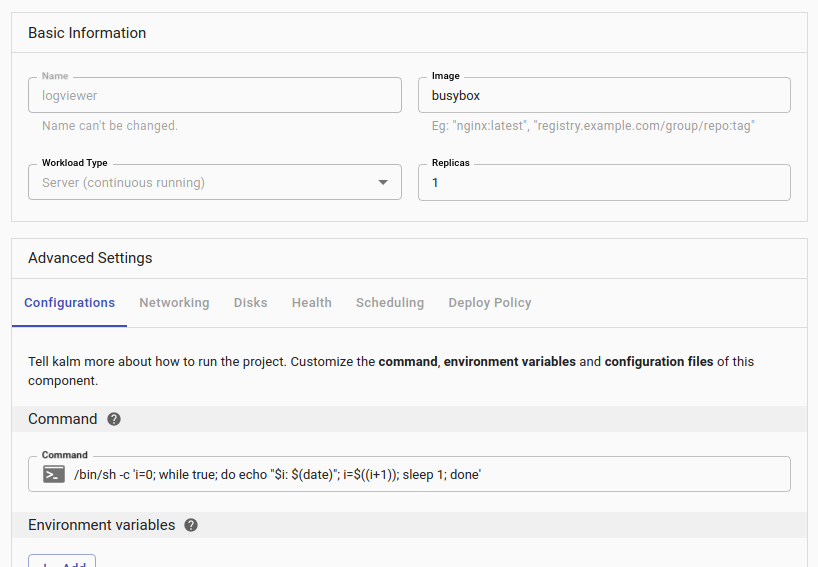 Basic Information
Name
Image
logviewer
busybox
Name can't be changed.
Eg: "nginx:latest", "registry.example.com/group/repo:tag"
Workload Type
Replicas
Server (continuous running)
1
Advanced Settings
Configurations Networking Disks Health Scheduling Deploy Policy
Tell kalm more about how to run the project. Customize the command, environment variables and configuration files of this
component.
Command
Command
/bin/sh -c 'i=0; while true; do echo "$i: $(date)"; i=$((i+1)); sleep 1; done'
Environment variables
Add